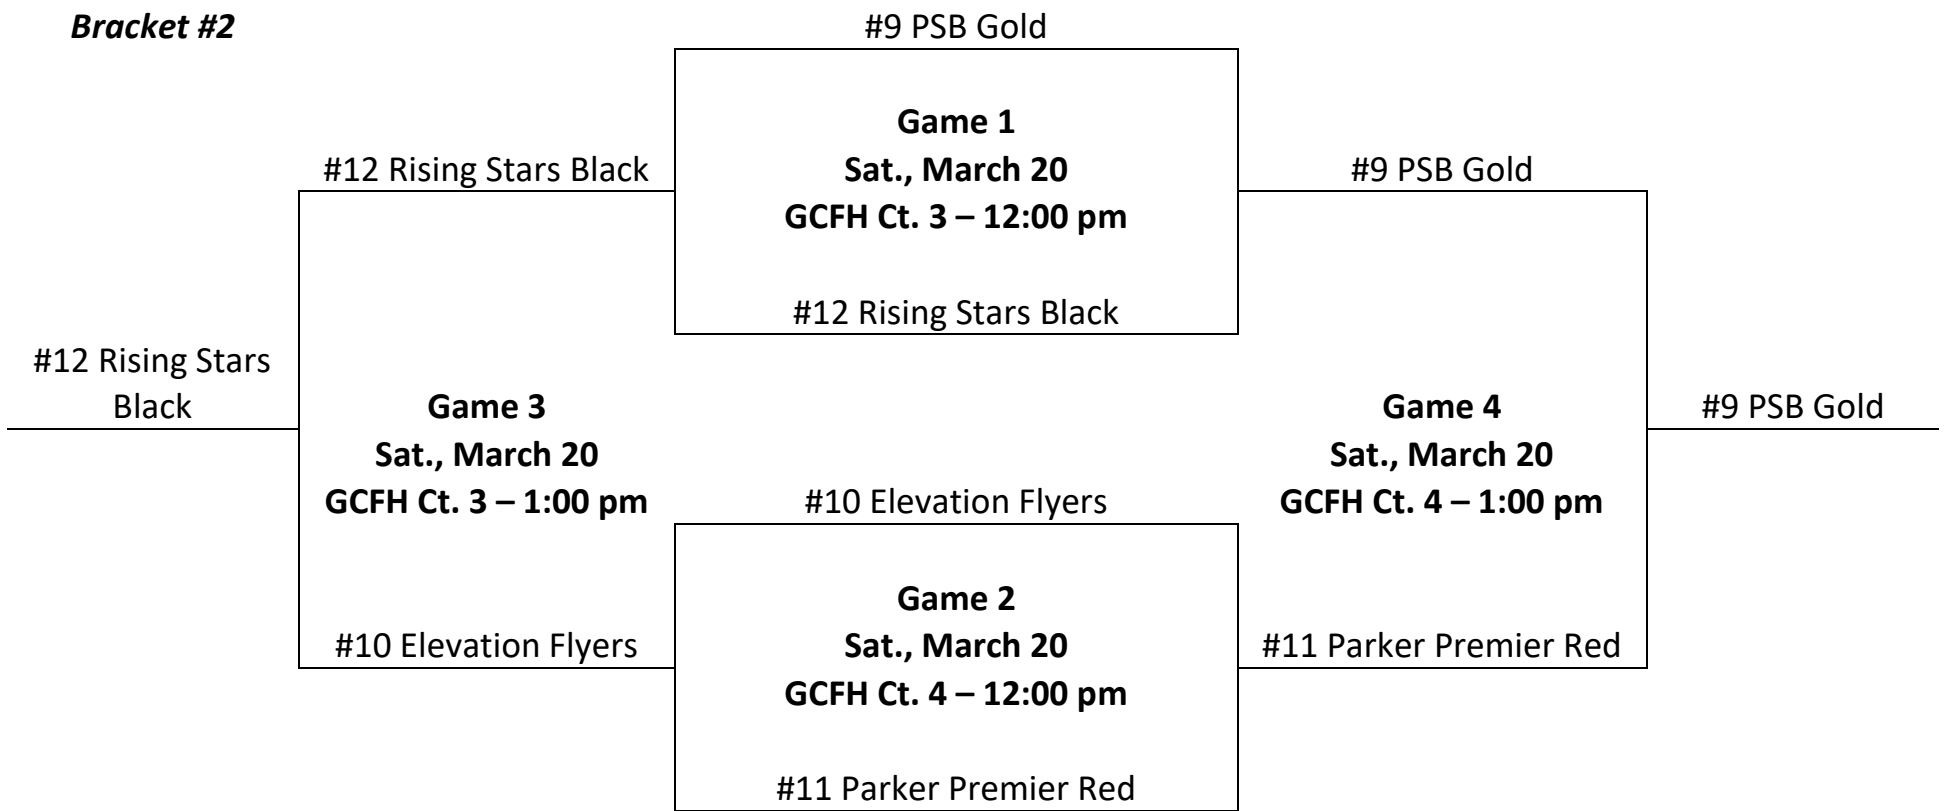 Bracket #2
#9 PSB Gold
Game 1
Sat., March 20
GCFH Ct. 3 – 12:00 pm
#12 Rising Stars Black
#9 PSB Gold
#12 Rising Stars Black
#12 Rising Stars
Black
Game 3
Sat., March 20
GCFH Ct. 3 – 1:00 pm
Game 4
Sat., March 20
GCFH Ct. 4 – 1:00 pm
#9 PSB Gold
#10 Elevation Flyers
Game 2
Sat., March 20
GCFH Ct. 4 – 12:00 pm
#10 Elevation Flyers
#11 Parker Premier Red
#11 Parker Premier Red